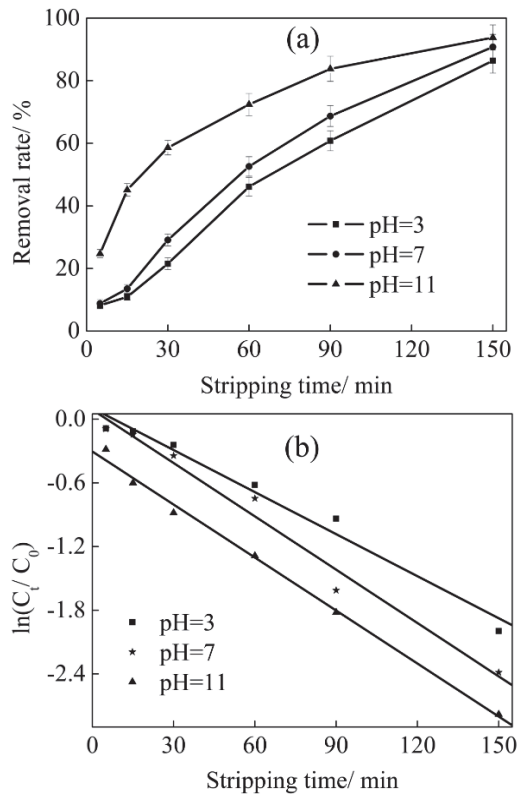 (a)
100
80
60
40
20
0
Removal rate/ %
pH=3
pH=7
pH=11
0 30 60 90 120 150
Stripping time/ min
(b)
0.0
-0.6
-1.2
-1.8
-2.4
ln(Cₜ/ C₀)
pH=3
pH=7
pH=11
0 30 60 90 120 150
Stripping time/ min